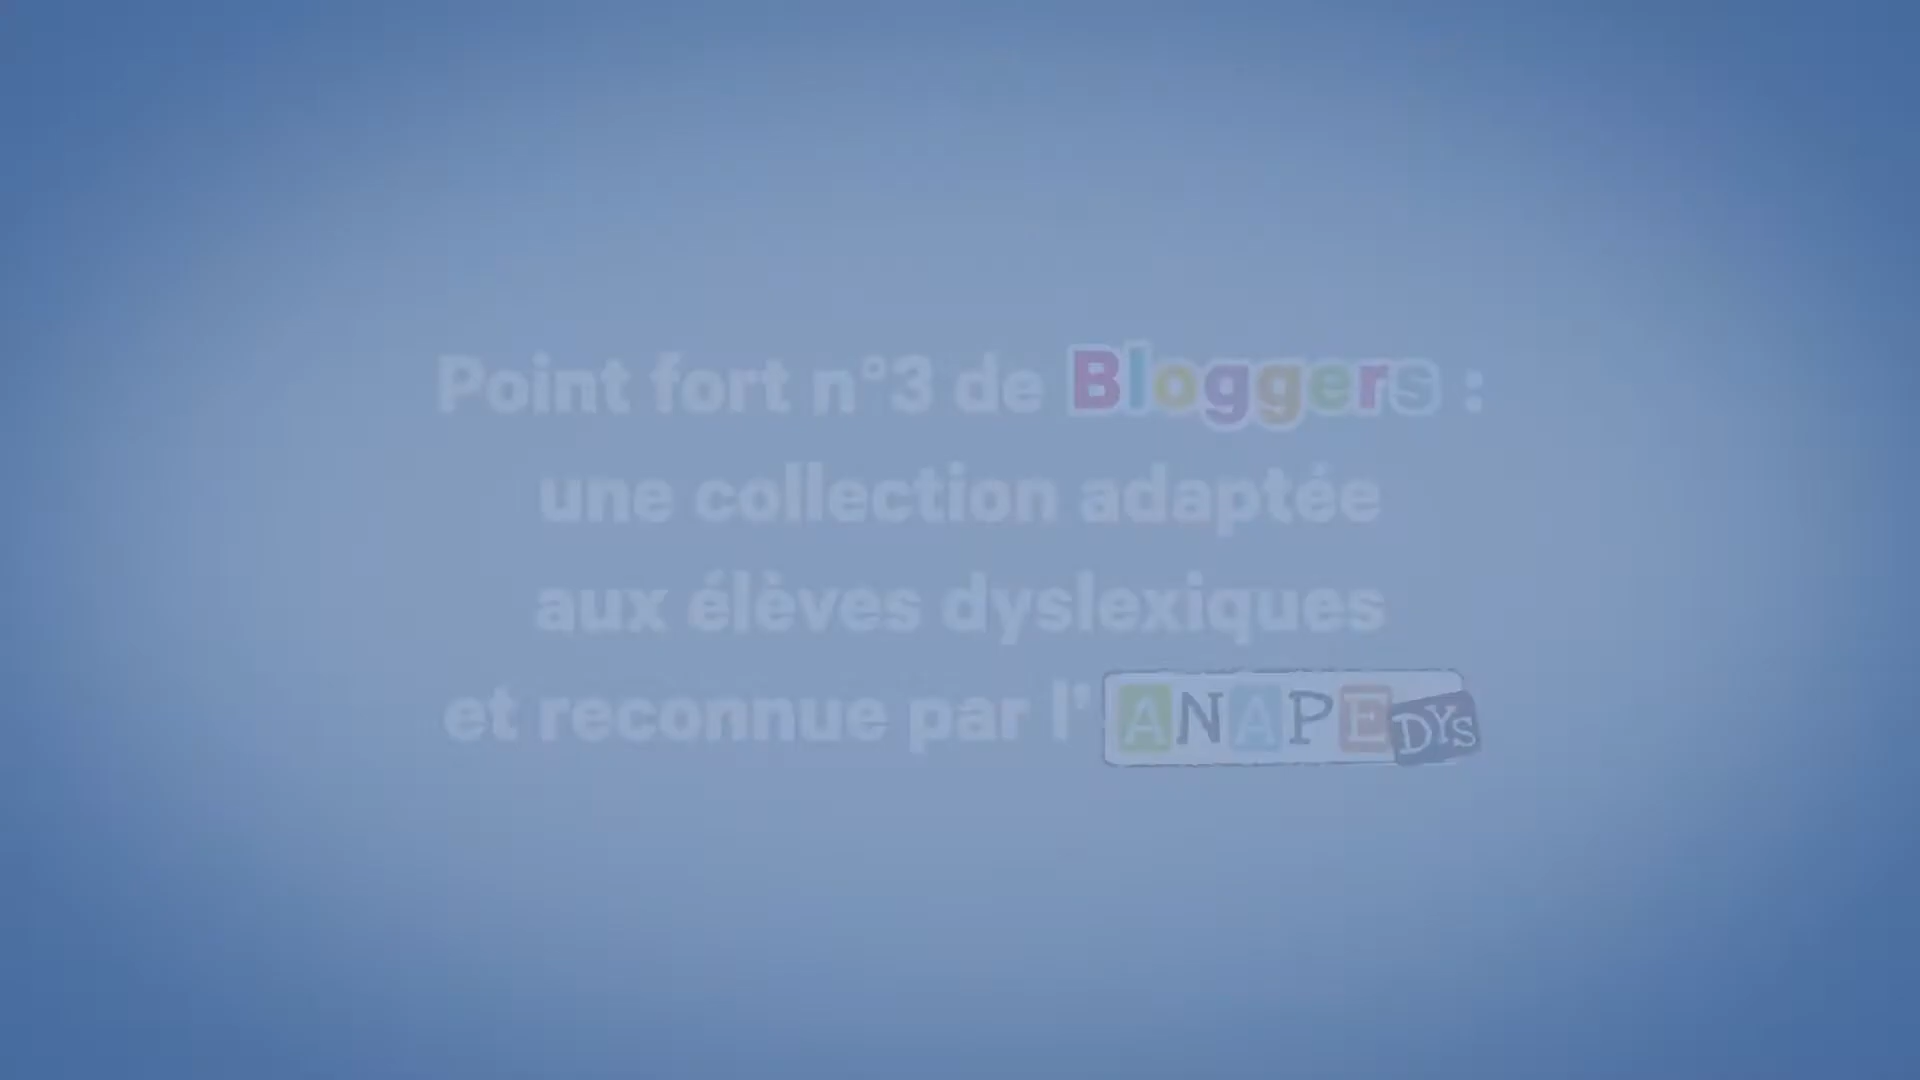 Point fort n°3 de Bloggers :
une collection adaptée
aux élèves dyslexiques
et reconnue par l' ANAPEDYS